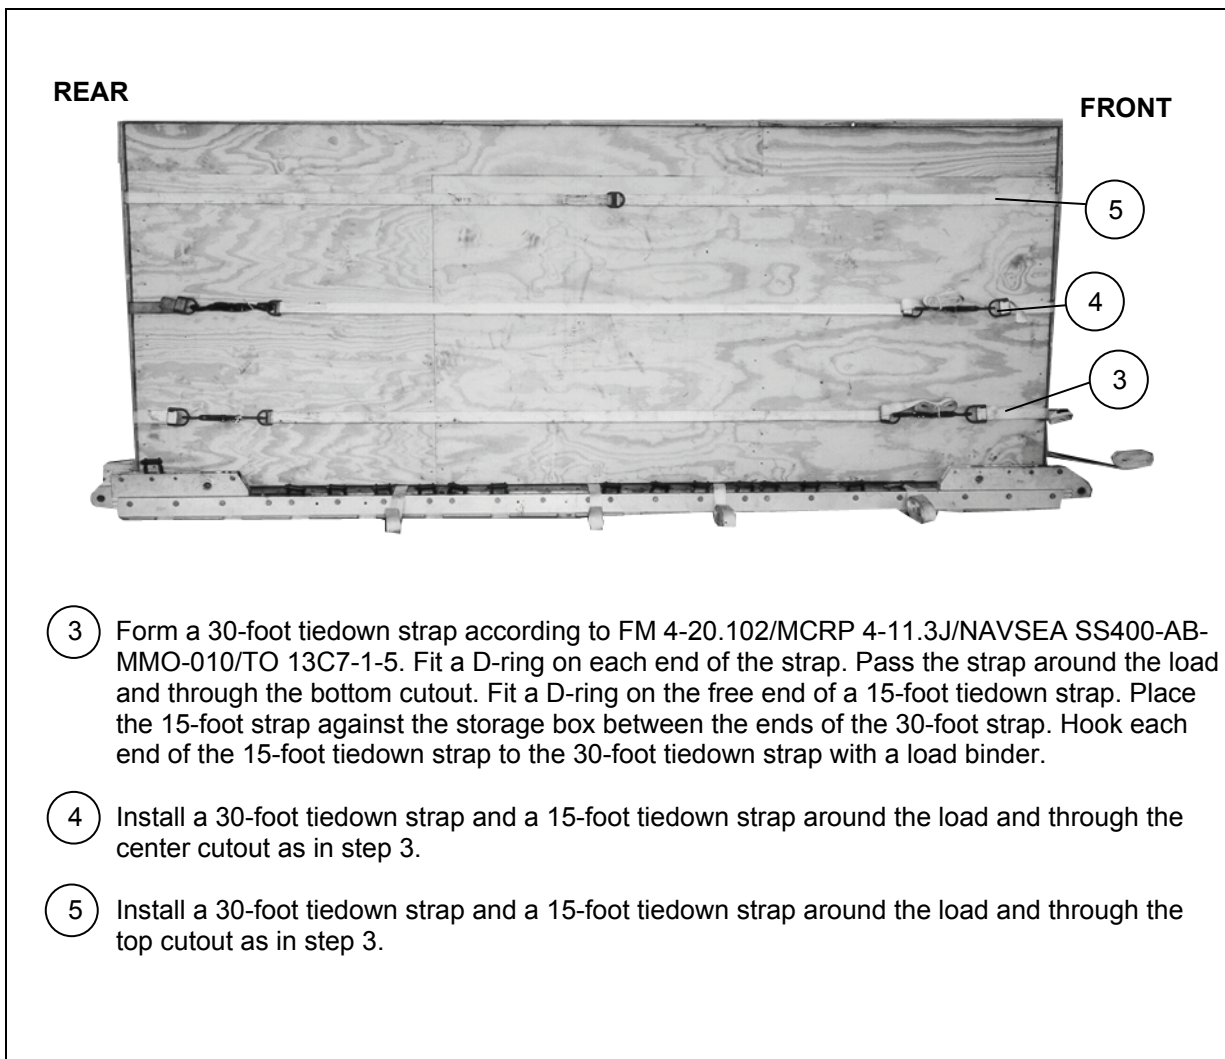 REAR
FRONT
5
4
3
3 Form a 30-foot tiedown strap according to FM 4-20.102/MCRP 4-11.3J/NAVSEA SS400-AB-
MMO-010/TO 13C7-1-5. Fit a D-ring on each end of the strap. Pass the strap around the load
and through the bottom cutout. Fit a D-ring on the free end of a 15-foot tiedown strap. Place
the 15-foot strap against the storage box between the ends of the 30-foot strap. Hook each
end of the 15-foot tiedown strap to the 30-foot tiedown strap with a load binder.
4 Install a 30-foot tiedown strap and a 15-foot tiedown strap around the load and through the
center cutout as in step 3.
5 Install a 30-foot tiedown strap and a 15-foot tiedown strap around the load and through the
top cutout as in step 3.